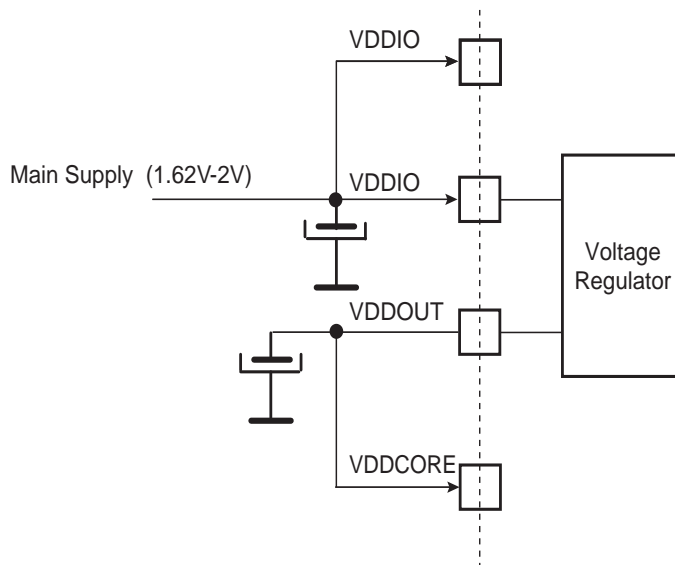 VDDIO
Main Supply (1.62V-2V)
VDDIO
Voltage
Regulator
VDDOUT
VDDCORE